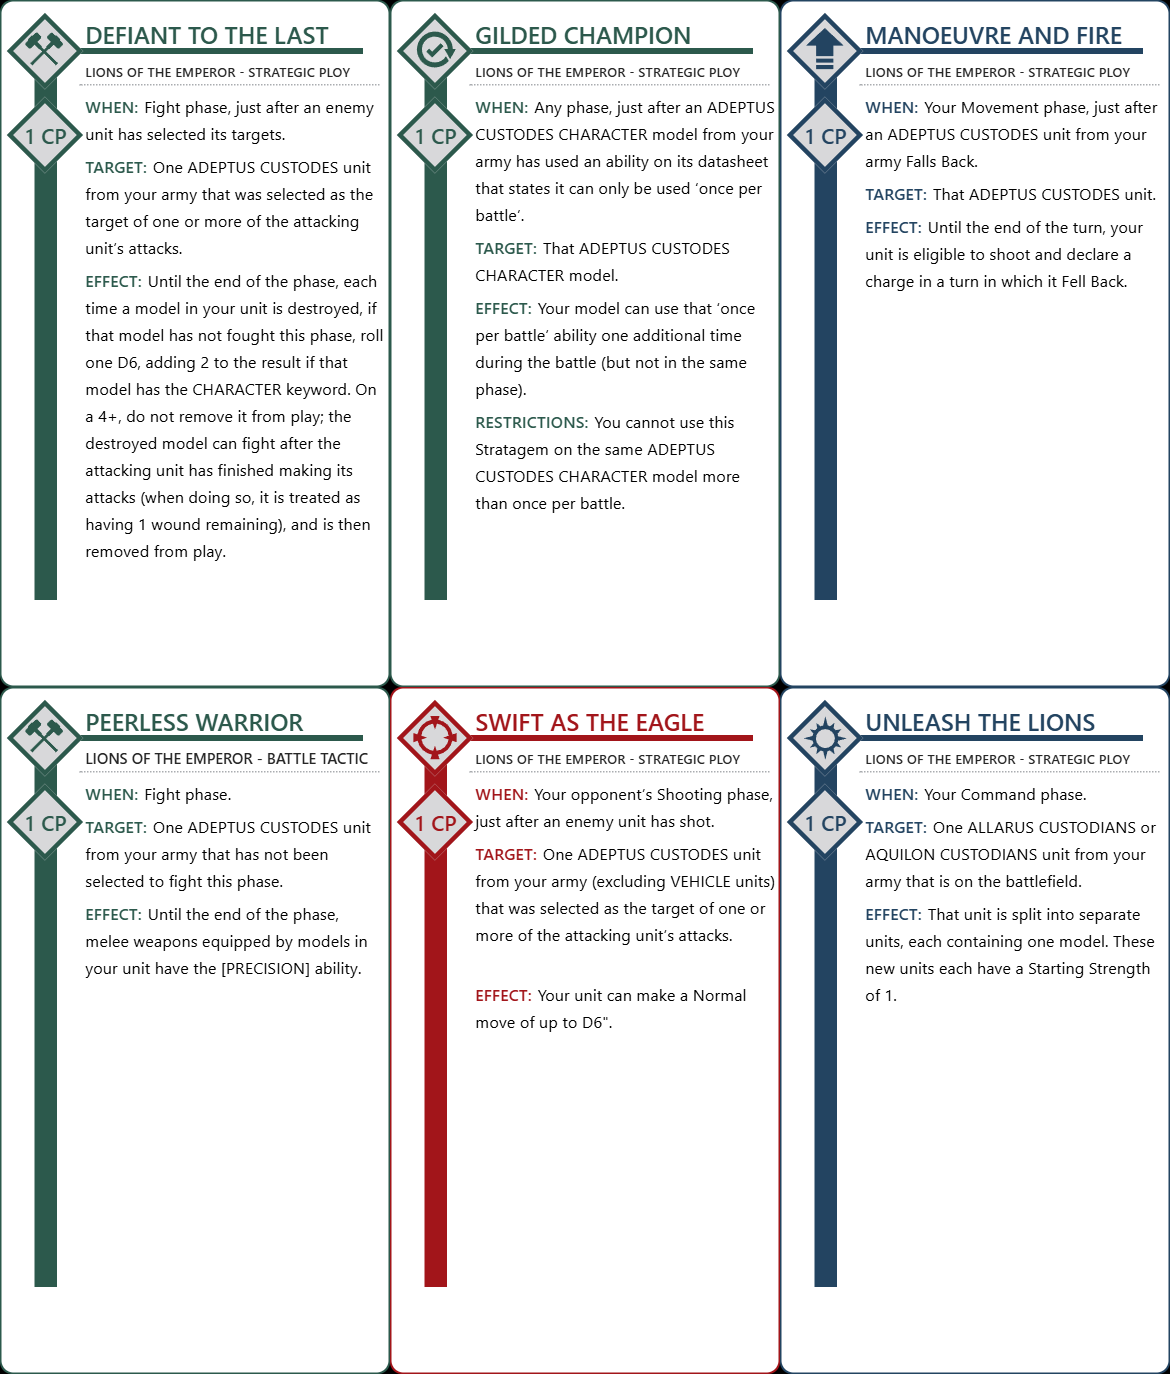 DEFIANT TO THE LAST
LIONS OF THE EMPEROR - STRATEGIC PLOY
1 CP
WHEN: Fight phase, just after an enemy
unit has selected its targets.
TARGET: One ADEPTUS CUSTODES unit
from your army that was selected as the
target of one or more of the attacking
unit's attacks.
EFFECT: Until the end of the phase, each
time a model in your unit is destroyed, if
that model has not fought this phase, roll
one D6, adding 2 to the result if that
model has the CHARACTER keyword. On
a 4+, do not remove it from play; the
destroyed model can fight after the
attacking unit has finished making its
attacks (when doing so, it is treated as
having 1 wound remaining), and is then
removed from play.
GILDED CHAMPION
LIONS OF THE EMPEROR - STRATEGIC PLOY
1 CP
WHEN: Any phase, just after an ADEPTUS
CUSTODES CHARACTER model from your
army has used an ability on its datasheet
that states it can only be used 'once per
battle'.
TARGET: That ADEPTUS CUSTODES
CHARACTER model.
EFFECT: Your model can use that 'once
per battle' ability one additional time
during the battle (but not in the same
phase).
RESTRICTIONS: You cannot use this
Stratagem on the same ADEPTUS
CUSTODES CHARACTER model more
than once per battle.
MANOEUVRE AND FIRE
LIONS OF THE EMPEROR - STRATEGIC PLOY
1 CP
WHEN: Your Movement phase, just after
an ADEPTUS CUSTODES unit from your
army Falls Back.
TARGET: That ADEPTUS CUSTODES unit.
EFFECT: Until the end of the turn, your
unit is eligible to shoot and declare a
charge in a turn in which it Fell Back.
PEERLESS WARRIOR
LIONS OF THE EMPEROR - BATTLE TACTIC
1 CP
WHEN: Fight phase.
TARGET: One ADEPTUS CUSTODES unit
from your army that has not been
selected to fight this phase.
EFFECT: Until the end of the phase,
melee weapons equipped by models in
your unit have the [PRECISION] ability.
SWIFT AS THE EAGLE
LIONS OF THE EMPEROR - STRATEGIC PLOY
1 CP
WHEN: Your opponent's Shooting phase,
just after an enemy unit has shot.
TARGET: One ADEPTUS CUSTODES unit
from your army (excluding VEHICLE units)
that was selected as the target of one or
more of the attacking unit's attacks.
EFFECT: Your unit can make a Normal
move of up to D6".
UNLEASH THE LIONS
LIONS OF THE EMPEROR - STRATEGIC PLOY
1 CP
WHEN: Your Command phase.
TARGET: One ALLARUS CUSTODIANS or
AQUILON CUSTODIANS unit from your
army that is on the battlefield.
EFFECT: That unit is split into separate
units, each containing one model. These
new units each have a Starting Strength
of 1.